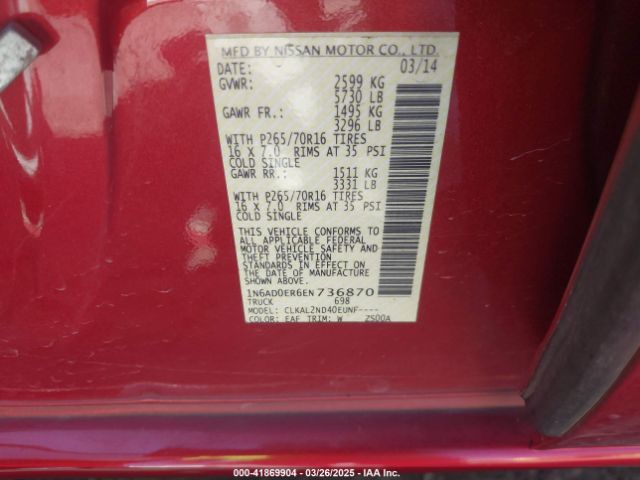 MFD BY NISSAN MOTOR CO., LTD.
DATE: 03/14
GVWR: 2599 KG
5730 LB
GAWR FR.: 1495 KG
3296 LB
WITH P265/70R16 TIRES
16 X 7.0 RIMS AT 35 PSI
COLD SINGLE
GAWR RR.: 1511 KG
3331 LB
WITH P265/70R16 TIRES
16 X 7.0 RIMS AT 35 PSI
COLD SINGLE
THIS VEHICLE CONFORMS TO
ALL APPLICABLE FEDERAL
MOTOR VEHICLE SAFETY AND
THEFT PREVENTION
STANDARDS IN EFFECT ON
THE DATE OF MANUFACTURE
SHOWN ABOVE.
1N6AD0ER6EN736870
TRUCK 698
MODEL: CLKAL2ND40EUNF----
COLOR: EAF TRIM: W ZS00A
000-41869904 | 03/26/2025 - IAA Inc.